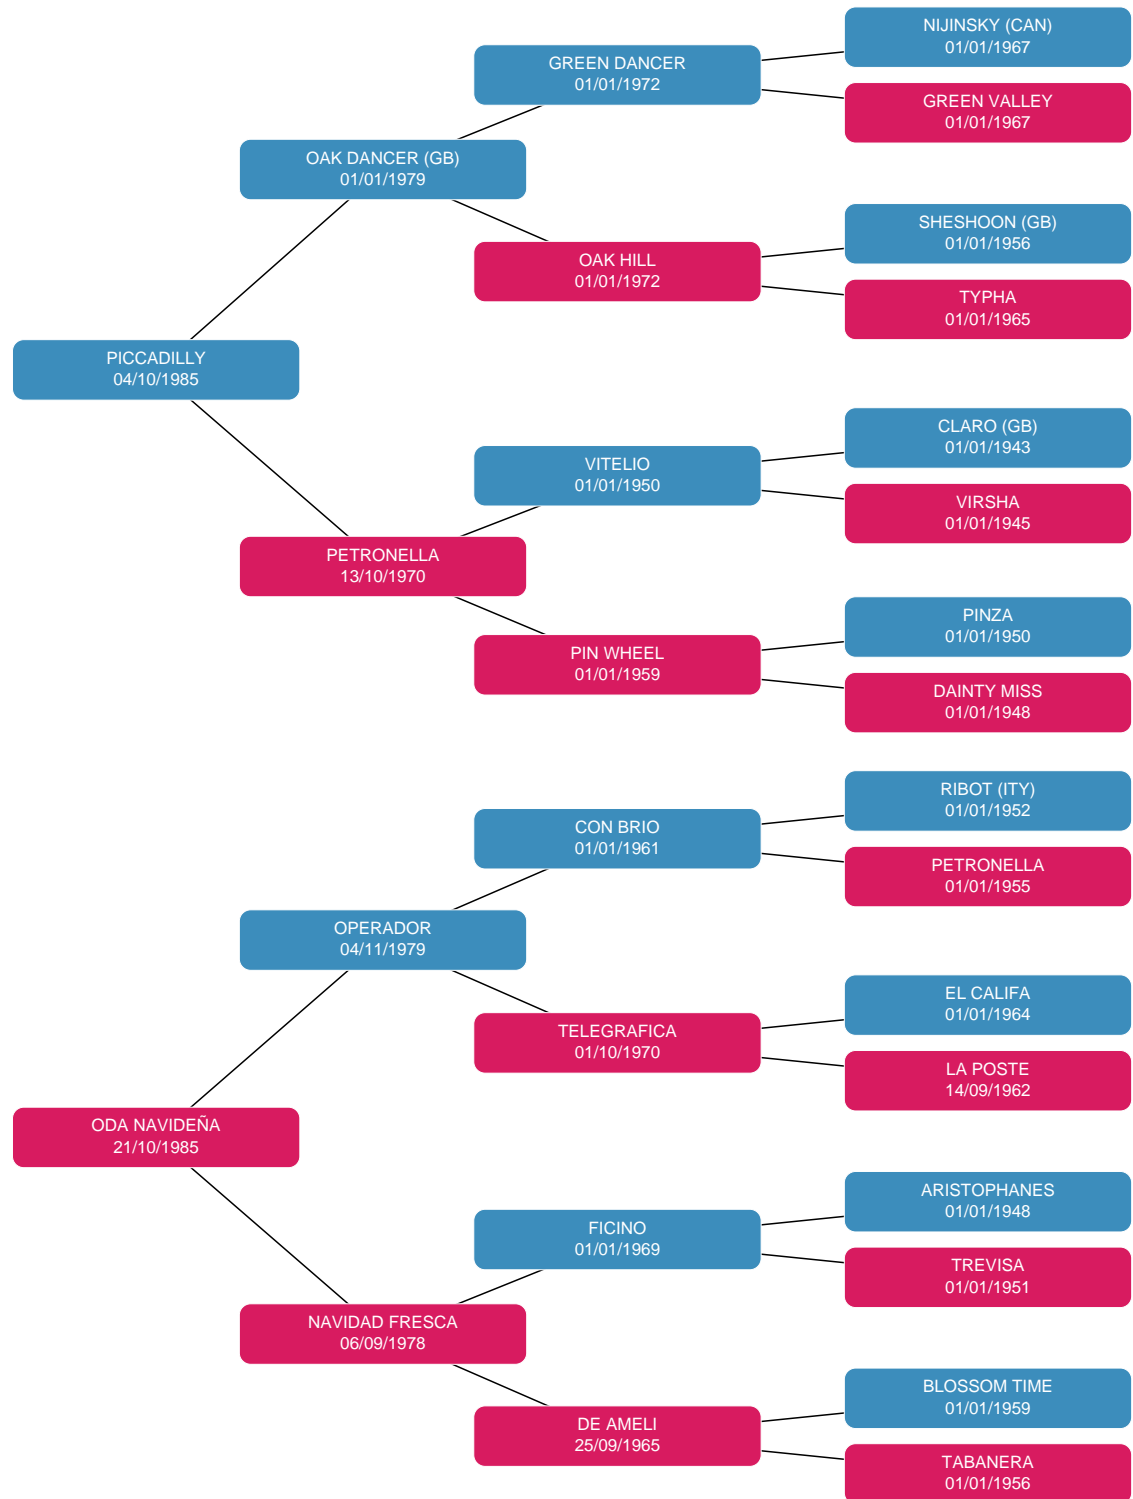 NIJINSKY (CAN)
01/01/1967
GREEN DANCER
01/01/1972
GREEN VALLEY
01/01/1967
OAK DANCER (GB)
01/01/1979
SHESHOON (GB)
01/01/1956
OAK HILL
01/01/1972
TYPHA
01/01/1965
PICCADILLY
04/10/1985
CLARO (GB)
01/01/1943
VITELIO
01/01/1950
VIRSHA
01/01/1945
PETRONELLA
13/10/1970
PINZA
01/01/1950
PIN WHEEL
01/01/1959
DAINTY MISS
01/01/1948
RIBOT (ITY)
01/01/1952
CON BRIO
01/01/1961
PETRONELLA
01/01/1955
OPERADOR
04/11/1979
EL CALIFA
01/01/1964
TELEGRAFICA
01/10/1970
LA POSTE
14/09/1962
ODA NAVIDEÑA
21/10/1985
ARISTOPHANES
01/01/1948
FICINO
01/01/1969
TREVISA
01/01/1951
NAVIDAD FRESCA
06/09/1978
BLOSSOM TIME
01/01/1959
DE AMELI
25/09/1965
TABANERA
01/01/1956